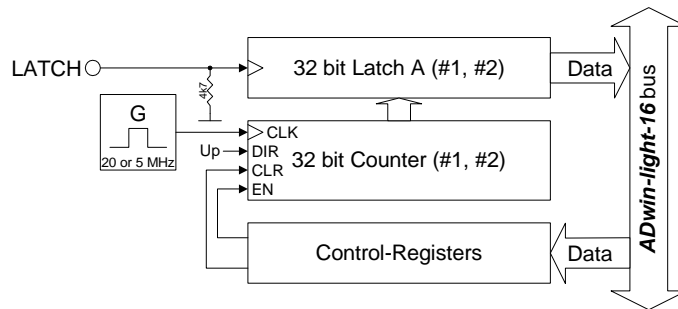 LATCH
4k7
32 bit Latch A (#1, #2)
Data
G
20 or 5 MHz
Up
CLK
DIR
CLR
EN
32 bit Counter (#1, #2)
Control-Registers
Data
ADwin-light-16 bus